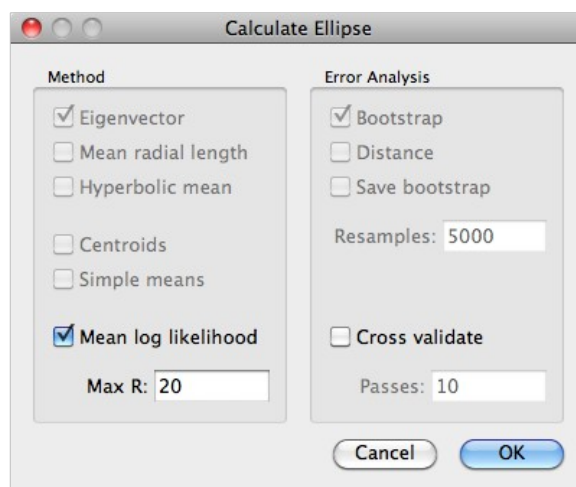 Calculate Ellipse
Method
Eigenvector
Mean radial length
Hyperbolic mean
Centroids
Simple means
Mean log likelihood
Max R: 20
Error Analysis
Bootstrap
Distance
Save bootstrap
Resamples: 5000
Cross validate
Passes: 10
Cancel
OK